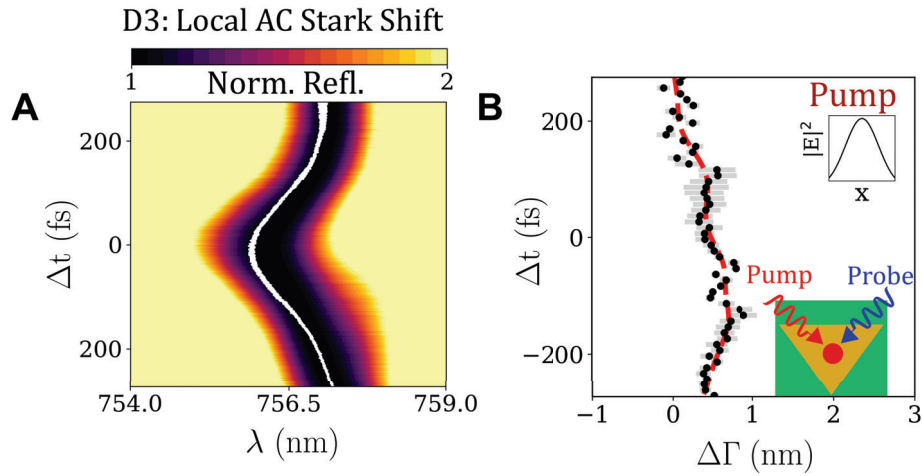 D3: Local AC Stark Shift
1 Norm. Refl. 2
A
Δt (fs)
200
0
200
754.0 756.5 759.0
λ (nm)
B
Δt (fs)
200
0
−200
−1 0 1 2 3
ΔΓ (nm)
Pump
|E|²
x
Pump Probe